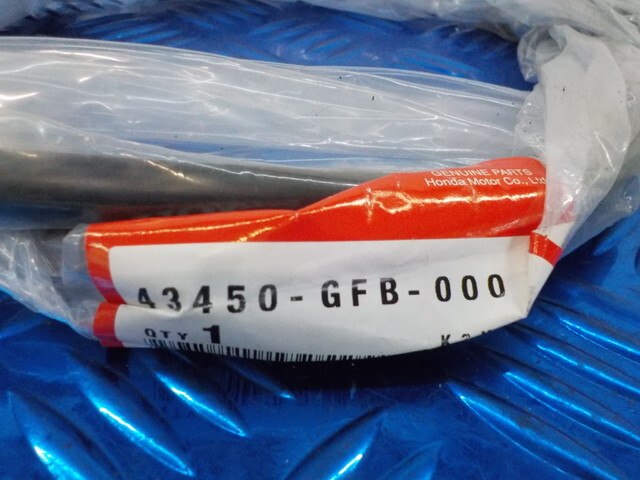 GENUINE PARTS
Honda Motor Co., Ltd
43450-GFB-000
QTY 1